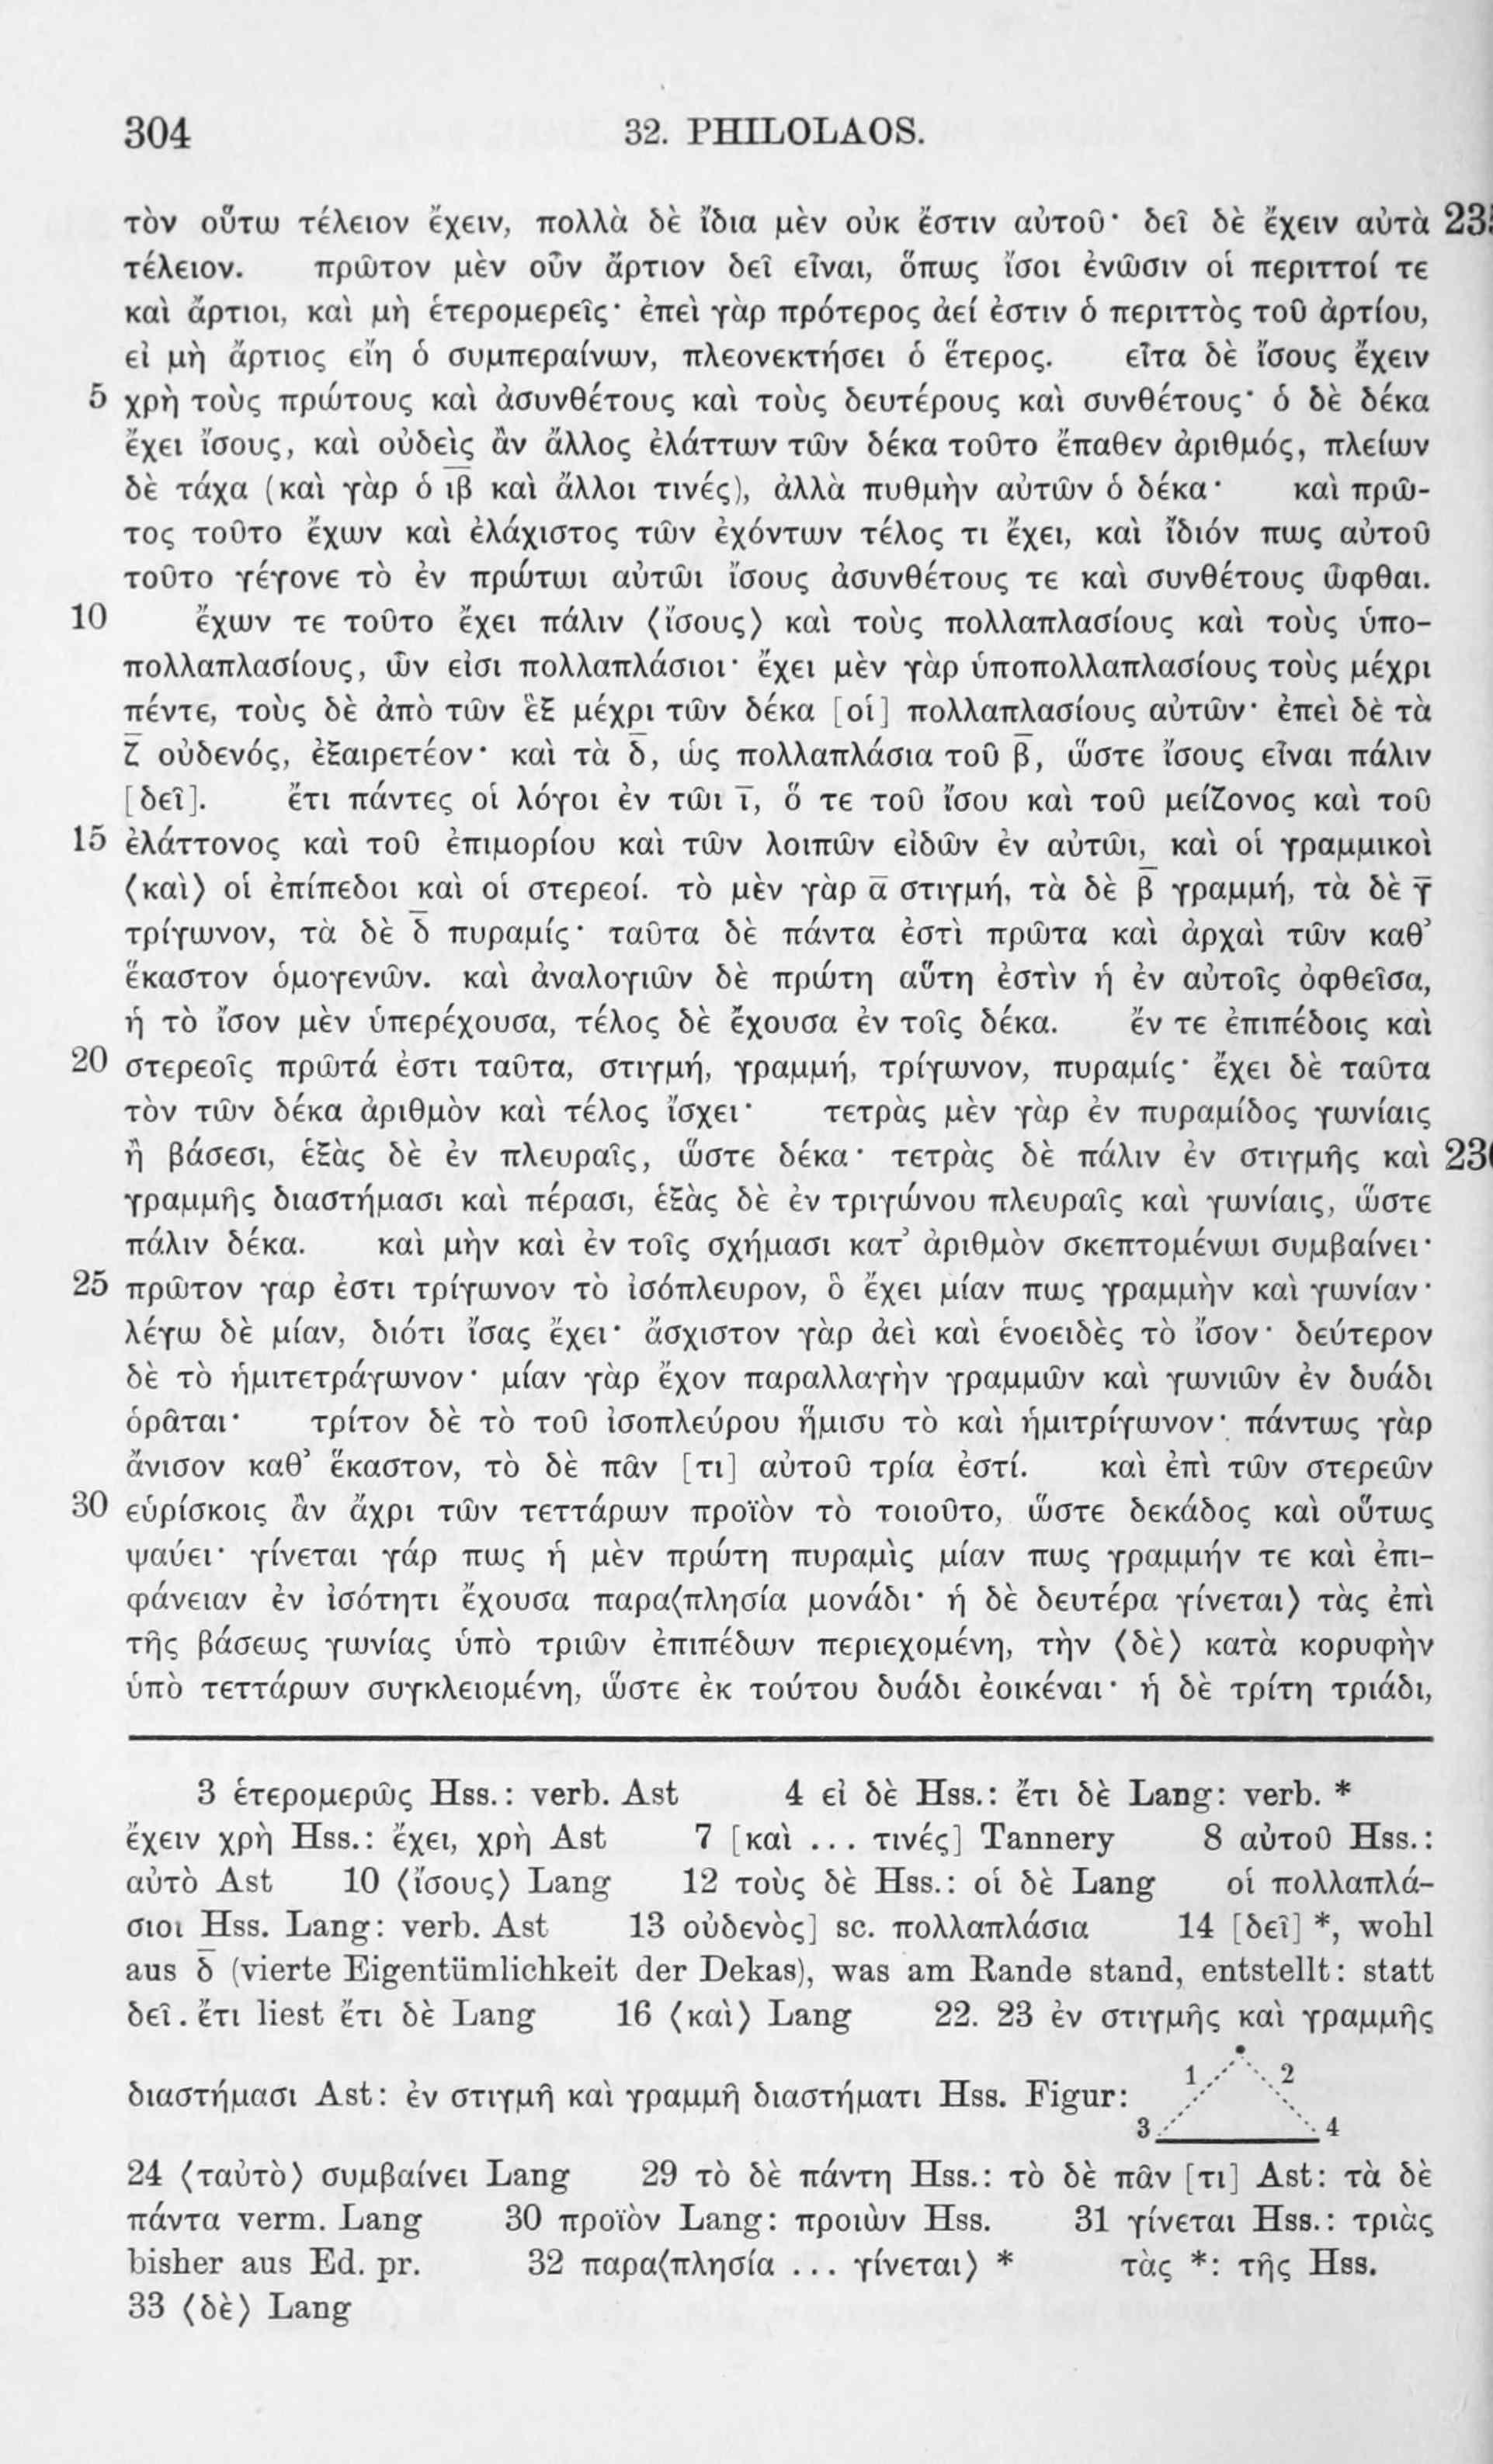 304 32. PHILOLAOS.
τὸν οὕτω τέλειον ἔχειν, πολλὰ δὲ ἴδια μὲν οὐκ ἔστιν αὐτοῦ· δεῖ δὲ ἔχειν αὐτὰ
τέλειον. πρῶτον μὲν οὖν ἄρτιον δεῖ εἶναι, ὅπως ἴσοι ἐνῶσιν οἱ περιττοί τε
καὶ ἄρτιοι, καὶ μὴ ἑτερομερεῖς· ἐπεὶ γὰρ πρότερος ἀεί ἐστιν ὁ περιττὸς τοῦ ἀρτίου,
εἰ μὴ ἄρτιος εἴη ὁ συμπεραίνων, πλεονεκτήσει ὁ ἕτερος. εἶτα δὲ ἴσους ἔχειν
5 χρὴ τοὺς πρώτους καὶ ἀσυνθέτους καὶ τοὺς δευτέρους καὶ συνθέτους· ὁ δὲ δέκα
ἔχει ἴσους, καὶ οὐδεὶς ἂν ἄλλος ἐλάττων τῶν δέκα τοῦτο ἔπαθεν ἀριθμός, πλείων
δὲ τάχα (καὶ γὰρ ὁ ι̅β̅ καὶ ἄλλοι τινές), ἀλλὰ πυθμὴν αὐτῶν ὁ δέκα· καὶ πρῶ-
τος τοῦτο ἔχων καὶ ἐλάχιστος τῶν ἐχόντων τέλος τι ἔχει, καὶ ἴδιόν πως αὐτοῦ
τοῦτο γέγονε τὸ ἐν πρώτωι αὐτῶι ἴσους ἀσυνθέτους τε καὶ συνθέτους ὦφθαι.
10 ἔχων τε τοῦτο ἔχει πάλιν ⟨ἴσους⟩ καὶ τοὺς πολλαπλασίους καὶ τοὺς ὑπο-
πολλαπλασίους, ὧν εἰσι πολλαπλάσιοι· ἔχει μὲν γὰρ ὑποπολλαπλασίους τοὺς μέχρι
πέντε, τοὺς δὲ ἀπὸ τῶν ἓξ μέχρι τῶν δέκα [οἱ] πολλαπλασίους αὐτῶν· ἐπεὶ δὲ τὰ
ζ̅ οὐδενός, ἐξαιρετέον· καὶ τὰ δ̅, ὡς πολλαπλάσια τοῦ β̅, ὥστε ἴσους εἶναι πάλιν
[δεῖ]. ἔτι πάντες οἱ λόγοι ἐν τῶι ι̅, ὅ τε τοῦ ἴσου καὶ τοῦ μείζονος καὶ τοῦ
15 ἐλάττονος καὶ τοῦ ἐπιμορίου καὶ τῶν λοιπῶν εἰδῶν ἐν αὐτῶι, καὶ οἱ γραμμικοὶ
⟨καὶ⟩ οἱ ἐπίπεδοι καὶ οἱ στερεοί. τὸ μὲν γὰρ α̅ στιγμή, τὰ δὲ β̅ γραμμή, τὰ δὲ γ̅
τρίγωνον, τὰ δὲ δ̅ πυραμίς· ταῦτα δὲ πάντα ἐστὶ πρῶτα καὶ ἀρχαὶ τῶν καθ’
ἕκαστον ὁμογενῶν. καὶ ἀναλογιῶν δὲ πρώτη αὕτη ἐστὶν ἡ ἐν αὐτοῖς ὀφθεῖσα,
ἡ τὸ ἴσον μὲν ὑπερέχουσα, τέλος δὲ ἔχουσα ἐν τοῖς δέκα. ἔν τε ἐπιπέδοις καὶ
20 στερεοῖς πρῶτά ἐστι ταῦτα, στιγμή, γραμμή, τρίγωνον, πυραμίς· ἔχει δὲ ταῦτα
τὸν τῶν δέκα ἀριθμὸν καὶ τέλος ἴσχει· τετρὰς μὲν γὰρ ἐν πυραμίδος γωνίαις
ἢ βάσεσι, ἑξὰς δὲ ἐν πλευραῖς, ὥστε δέκα· τετρὰς δὲ πάλιν ἐν στιγμῆς καὶ
γραμμῆς διαστήμασι καὶ πέρασι, ἑξὰς δὲ ἐν τριγώνου πλευραῖς καὶ γωνίαις, ὥστε
πάλιν δέκα. καὶ μὴν καὶ ἐν τοῖς σχήμασι κατ’ ἀριθμὸν σκεπτομένωι συμβαίνει·
25 πρῶτον γαρ ἐστι τρίγωνον τὸ ἰσόπλευρον, ὃ ἔχει μίαν πως γραμμὴν καὶ γωνίαν·
λέγω δὲ μίαν, διότι ἴσας ἔχει· ἄσχιστον γὰρ ἀεὶ καὶ ἑνοειδὲς τὸ ἴσον· δεύτερον
δὲ τὸ ἡμιτετράγωνον· μίαν γὰρ ἔχον παραλλαγὴν γραμμῶν καὶ γωνιῶν ἐν δυάδι
ὁρᾶται· τρίτον δὲ τὸ τοῦ ἰσοπλεύρου ἥμισυ τὸ καὶ ἡμιτρίγωνον· πάντως γὰρ
ἄνισον καθ’ ἕκαστον, τὸ δὲ πᾶν [τι] αὐτοῦ τρία ἐστί. καὶ ἐπὶ τῶν στερεῶν
30 εὑρίσκοις ἂν ἄχρι τῶν τεττάρων προϊὸν τὸ τοιοῦτο, ὥστε δεκάδος καὶ οὕτως
ψαύει· γίνεται γάρ πως ἡ μὲν πρώτη πυραμὶς μίαν πως γραμμήν τε καὶ ἐπι-
φάνειαν ἐν ἰσότητι ἔχουσα παρα⟨πλησία μονάδι· ἡ δὲ δευτέρα γίνεται⟩ τὰς ἐπὶ
τῆς βάσεως γωνίας ὑπὸ τριῶν ἐπιπέδων περιεχομένη, τὴν ⟨δὲ⟩ κατὰ κορυφὴν
ὑπὸ τεττάρων συγκλειομένη, ὥστε ἐκ τούτου δυάδι ἐοικέναι· ἡ δὲ τρίτη τριάδι,
3 ἑτερομερῶς Hss.: verb. Ast 4 εἰ δὲ Hss.: ἔτι δὲ Lang: verb. *
ἔχειν χρὴ Hss.: ἔχει, χρὴ Ast 7 [καὶ ... τινές] Tannery 8 αὐτοῦ Hss.:
αὐτὸ Ast 10 ⟨ἴσους⟩ Lang 12 τοὺς δὲ Hss.: οἱ δὲ Lang οἱ πολλαπλά-
σιοι Hss. Lang: verb. Ast 13 οὐδενὸς] sc. πολλαπλάσια 14 [δεῖ] *, wohl
aus δ̅ (vierte Eigentümlichkeit der Dekas), was am Rande stand, entstellt: statt
δεῖ. ἔτι liest ἔτι δὲ Lang 16 ⟨καὶ⟩ Lang 22. 23 ἐν στιγμῆς καὶ γραμμῆς
διαστήμασι Ast: ἐν στιγμῆ καὶ γραμμῆ διαστήματι Hss. Figur: 1 2
3 4
24 ⟨ταὐτὸ⟩ συμβαίνει Lang 29 τὸ δὲ πάντη Hss.: τὸ δὲ πᾶν [τι] Ast: τὰ δὲ
πάντα verm. Lang 30 προϊὸν Lang: προιὼν Hss. 31 γίνεται Hss.: τριὰς
bisher aus Ed. pr. 32 παρα⟨πλησία ... γίνεται⟩ * τὰς *: τῆς Hss.
33 ⟨δὲ⟩ Lang